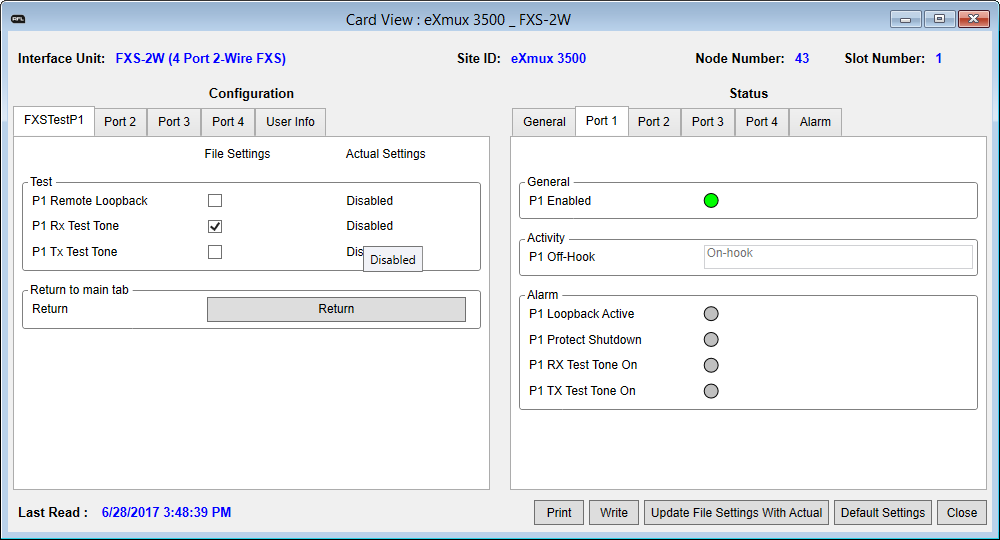 RFL
Card View : eXmux 3500 _ FXS-2W
Interface Unit: FXS-2W (4 Port 2-Wire FXS) Site ID: eXmux 3500 Node Number: 43 Slot Number: 1
Configuration
FXSTestP1 Port 2 Port 3 Port 4 User Info
File Settings Actual Settings
Test
P1 Remote Loopback Disabled
P1 Rx Test Tone Disabled
P1 Tx Test Tone Dis
Disabled
Return to main tab
Return Return
Status
General Port 1 Port 2 Port 3 Port 4 Alarm
General
P1 Enabled
Activity
P1 Off-Hook On-hook
Alarm
P1 Loopback Active
P1 Protect Shutdown
P1 RX Test Tone On
P1 TX Test Tone On
Last Read : 6/28/2017 3:48:39 PM
Print Write Update File Settings With Actual Default Settings Close